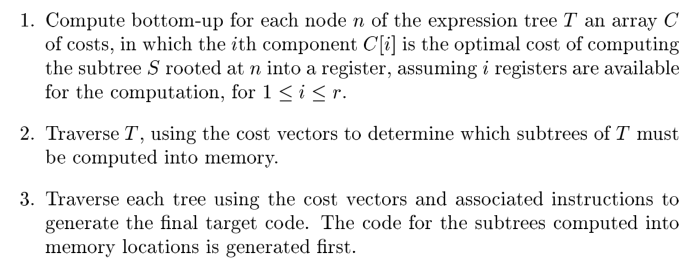 1. Compute bottom-up for each node n of the expression tree T an array C
of costs, in which the ith component C[i] is the optimal cost of computing
the subtree S rooted at n into a register, assuming i registers are available
for the computation, for 1 ≤ i ≤ r.
2. Traverse T, using the cost vectors to determine which subtrees of T must
be computed into memory.
3. Traverse each tree using the cost vectors and associated instructions to
generate the final target code. The code for the subtrees computed into
memory locations is generated first.